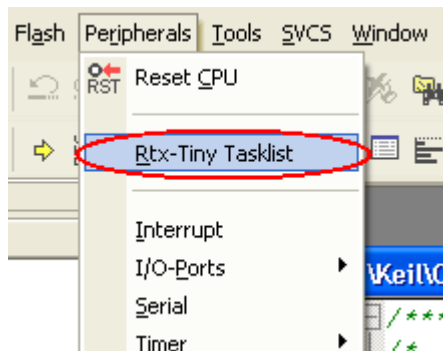 Flash Peripherals Tools SVCS Window
RST Reset CPU
Rtx-Tiny Tasklist
Interrupt
I/O-Ports
\Keil\
Serial
/***
Timer
/*